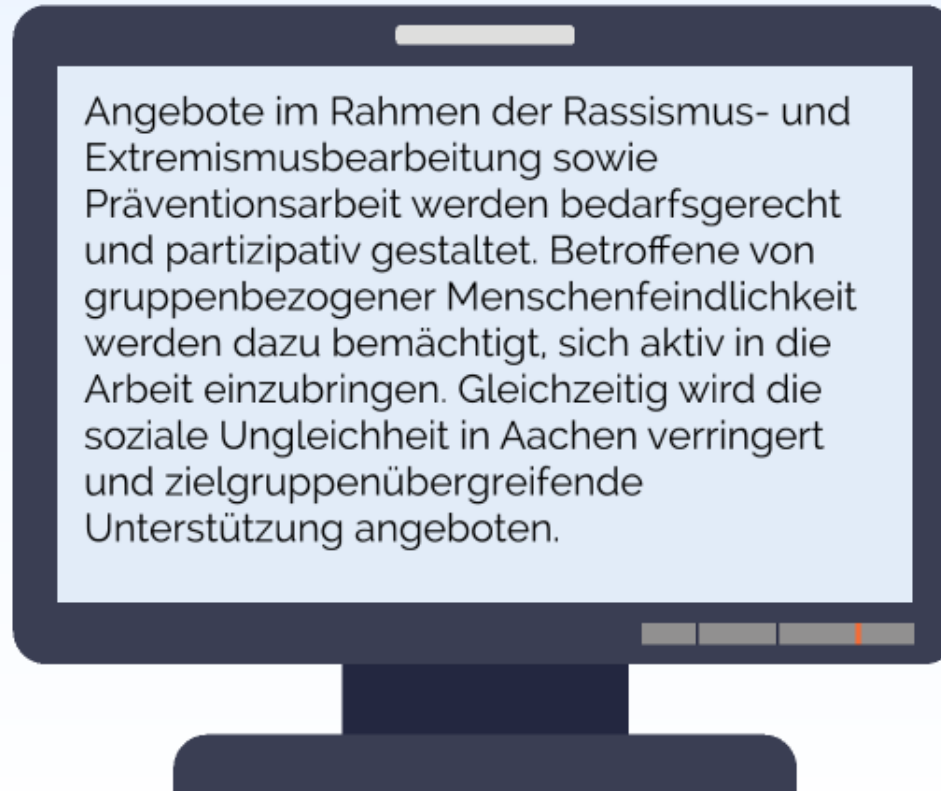 Angebote im Rahmen der Rassismus- und
Extremismusbearbeitung sowie
Präventionsarbeit werden bedarfsgerecht
und partizipativ gestaltet. Betroffene von
gruppenbezogener Menschenfeindlichkeit
werden dazu bemächtigt, sich aktiv in die
Arbeit einzubringen. Gleichzeitig wird die
soziale Ungleichheit in Aachen verringert
und zielgruppenübergreifende
Unterstützung angeboten.